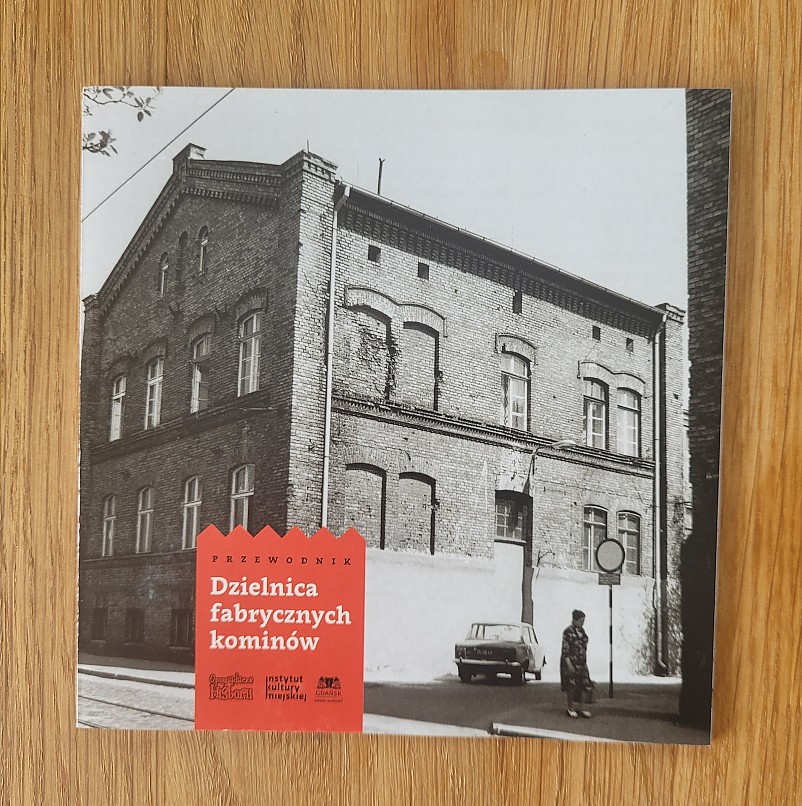 PRZEWODNIK
Dzielnica
fabrycznych
kominów
instytut
kultury
miejskiej
GDAŃSK